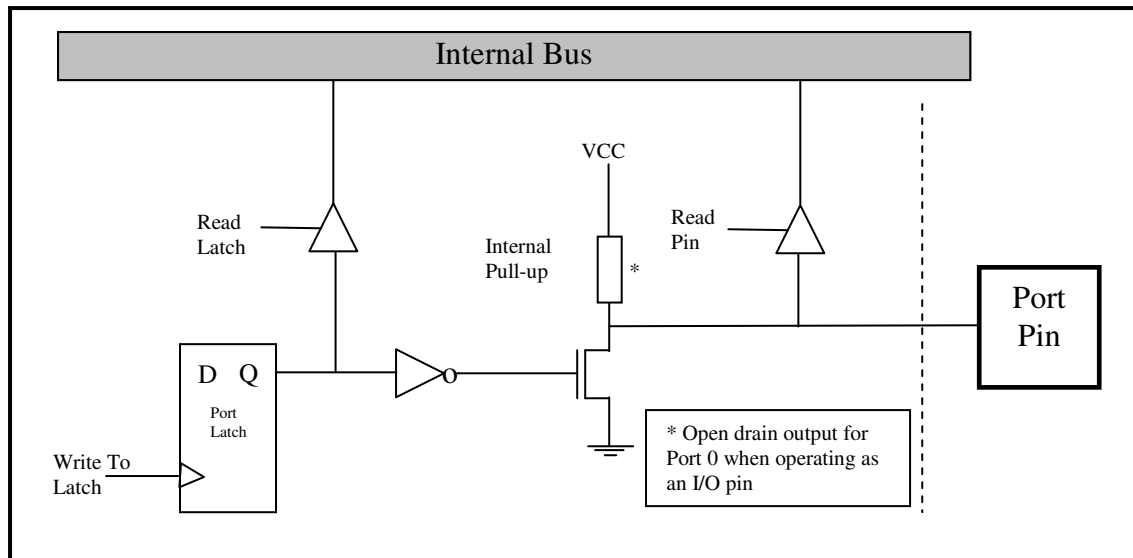 Internal Bus
VCC
Read
Latch
Internal
Pull-up
*
Read
Pin
Port
Pin
D Q
Port
Latch
Write To
Latch
* Open drain output for
Port 0 when operating as
an I/O pin